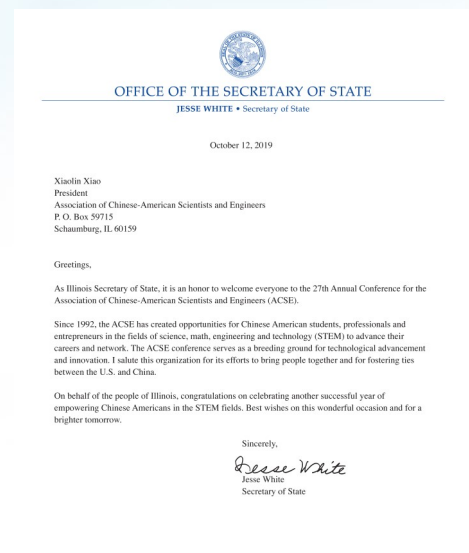 OFFICE OF THE SECRETARY OF STATE
JESSE WHITE • Secretary of State
October 12, 2019
Xiaolin Xiao
President
Association of Chinese-American Scientists and Engineers
P. O. Box 59715
Schaumburg, IL 60159
Greetings,
As Illinois Secretary of State, it is an honor to welcome everyone to the 27th Annual Conference for the
Association of Chinese-American Scientists and Engineers (ACSE).
Since 1992, the ACSE has created opportunities for Chinese American students, professionals and
entrepreneurs in the fields of science, math, engineering and technology (STEM) to advance their
careers and network. The ACSE conference serves as a breeding ground for technological advancement
and innovation. I salute this organization for its efforts to bring people together and for fostering ties
between the U.S. and China.
On behalf of the people of Illinois, congratulations on celebrating another successful year of
empowering Chinese Americans in the STEM fields. Best wishes on this wonderful occasion and for a
brighter tomorrow.
Sincerely,
Jesse White
Jesse White
Secretary of State